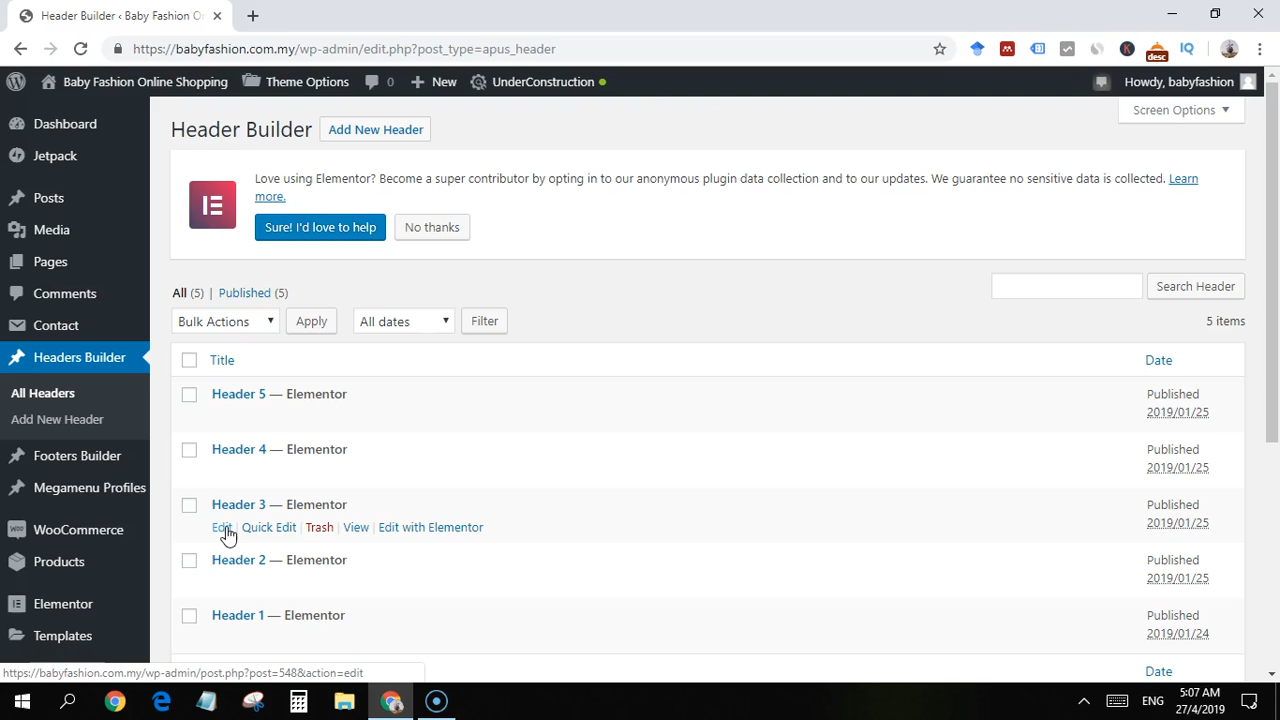 Header Builder ‹ Baby Fashion On
https://babyfashion.com.my/wp-admin/edit.php?post_type=apus_header
desc
K
IQ
Baby Fashion Online Shopping
Theme Options
0
New
UnderConstruction
Howdy, babyfashion
Dashboard
Jetpack
Posts
Media
Pages
Comments
Contact
Headers Builder
All Headers
Add New Header
Footers Builder
Megamenu Profiles
WooCommerce
Products
Elementor
Templates
Screen Options
Header Builder
Add New Header
Love using Elementor? Become a super contributor by opting in to our anonymous plugin data collection and to our updates. We guarantee no sensitive data is collected. Learn
more.
Sure! I'd love to help
No thanks
All (5) | Published (5)
Search Header
Bulk Actions
Apply
All dates
Filter
5 items
Title
Date
Header 5 — Elementor
Published
2019/01/25
Header 4 — Elementor
Published
2019/01/25
Header 3 — Elementor
Edit | Quick Edit | Trash | View | Edit with Elementor
Published
2019/01/25
Header 2 — Elementor
Published
2019/01/25
Header 1 — Elementor
Published
2019/01/24
Date
https://babyfashion.com.my/wp-admin/post.php?post=548&action=edit
ENG
5:07 AM
27/4/2019